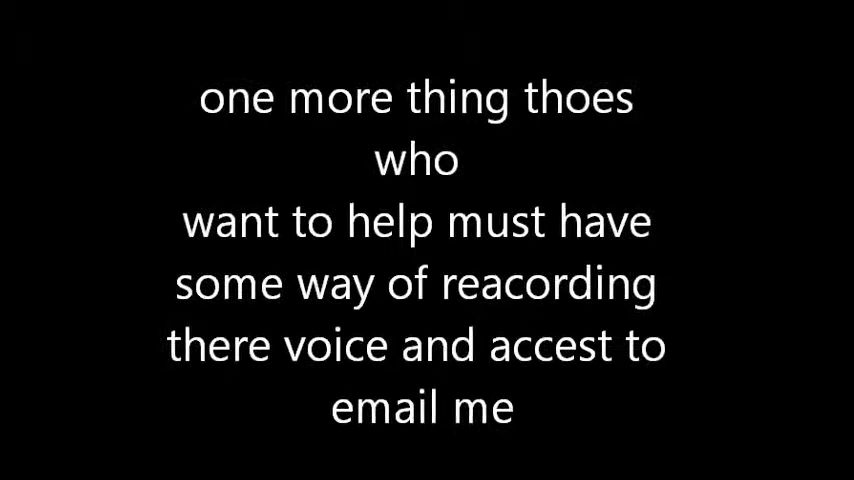 one more thing thoes
who
want to help must have
some way of reacording
there voice and accest to
email me